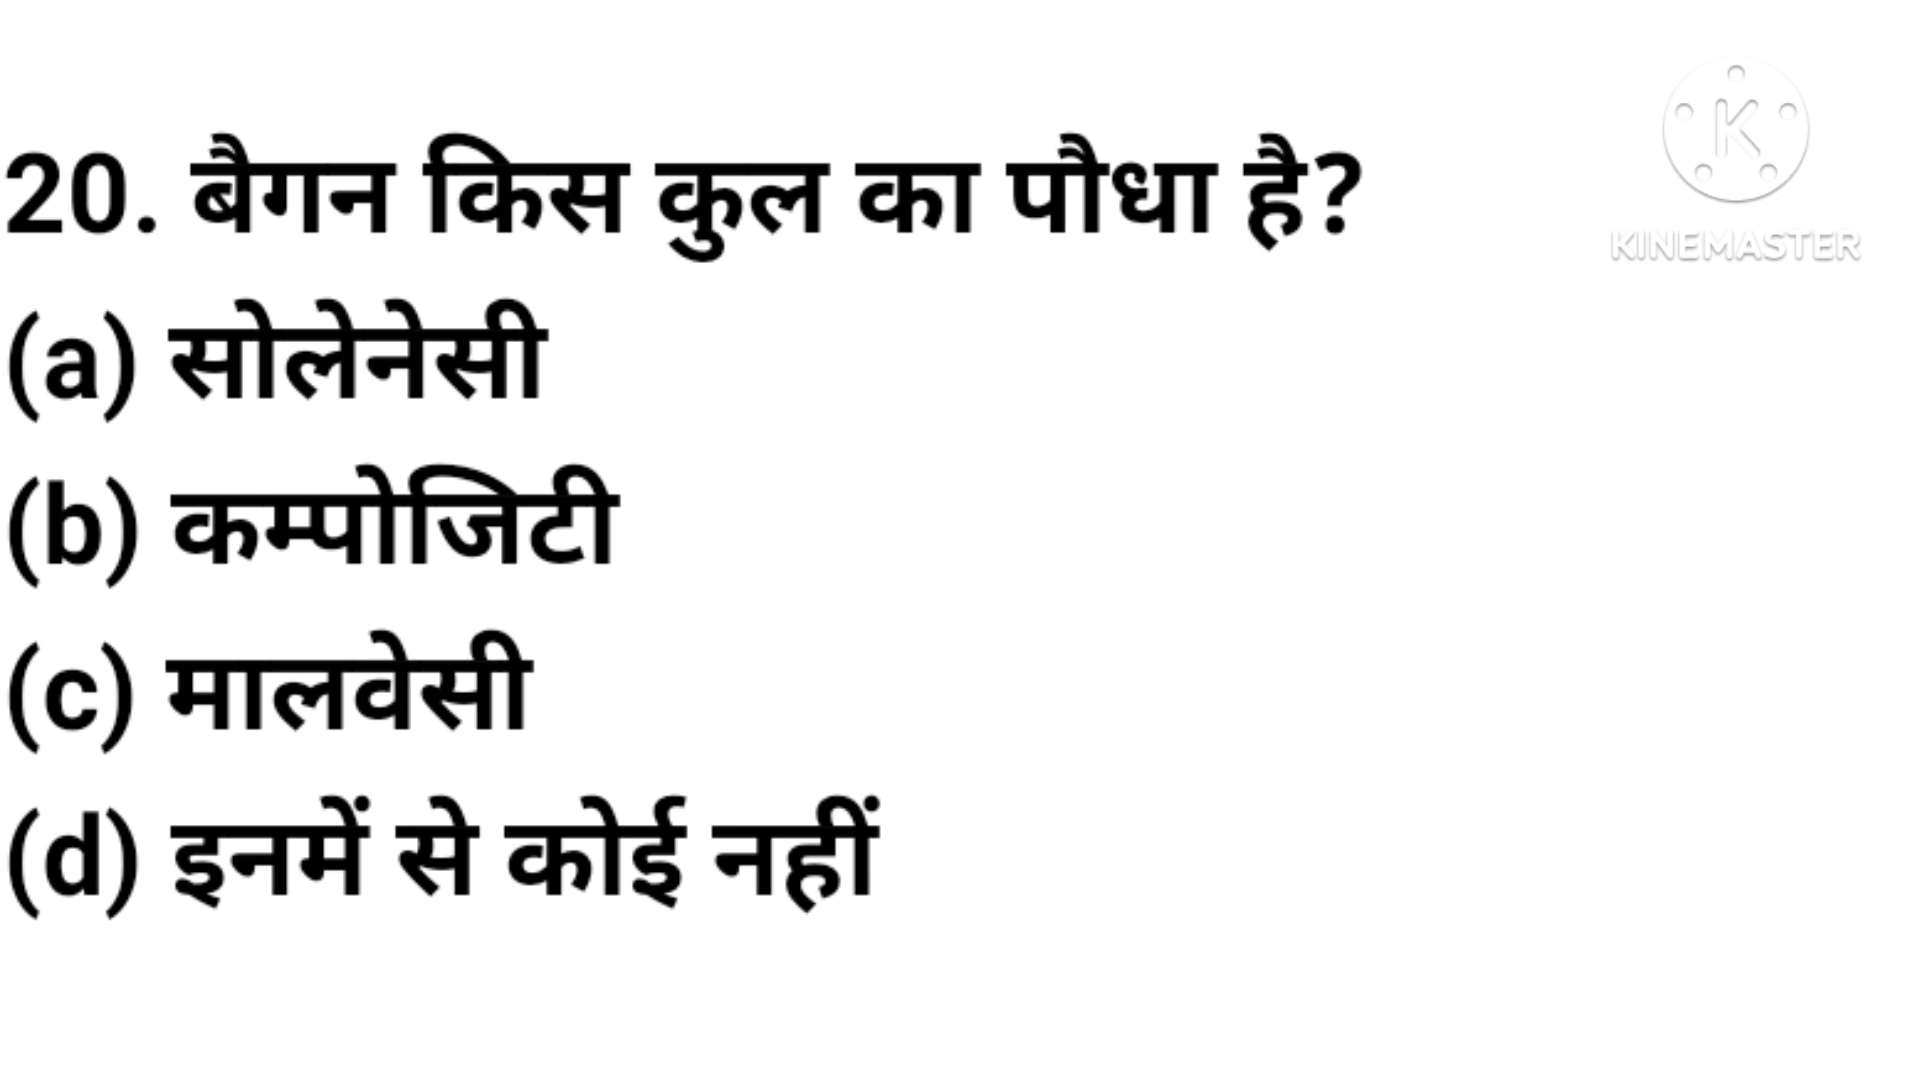 20. बैगन किस कुल का पौधा है?
(a) सोलेनेसी
(b) कम्पोजिटी
(c) मालवेसी
(d) इनमें से कोई नहीं
K
KINEMASTER